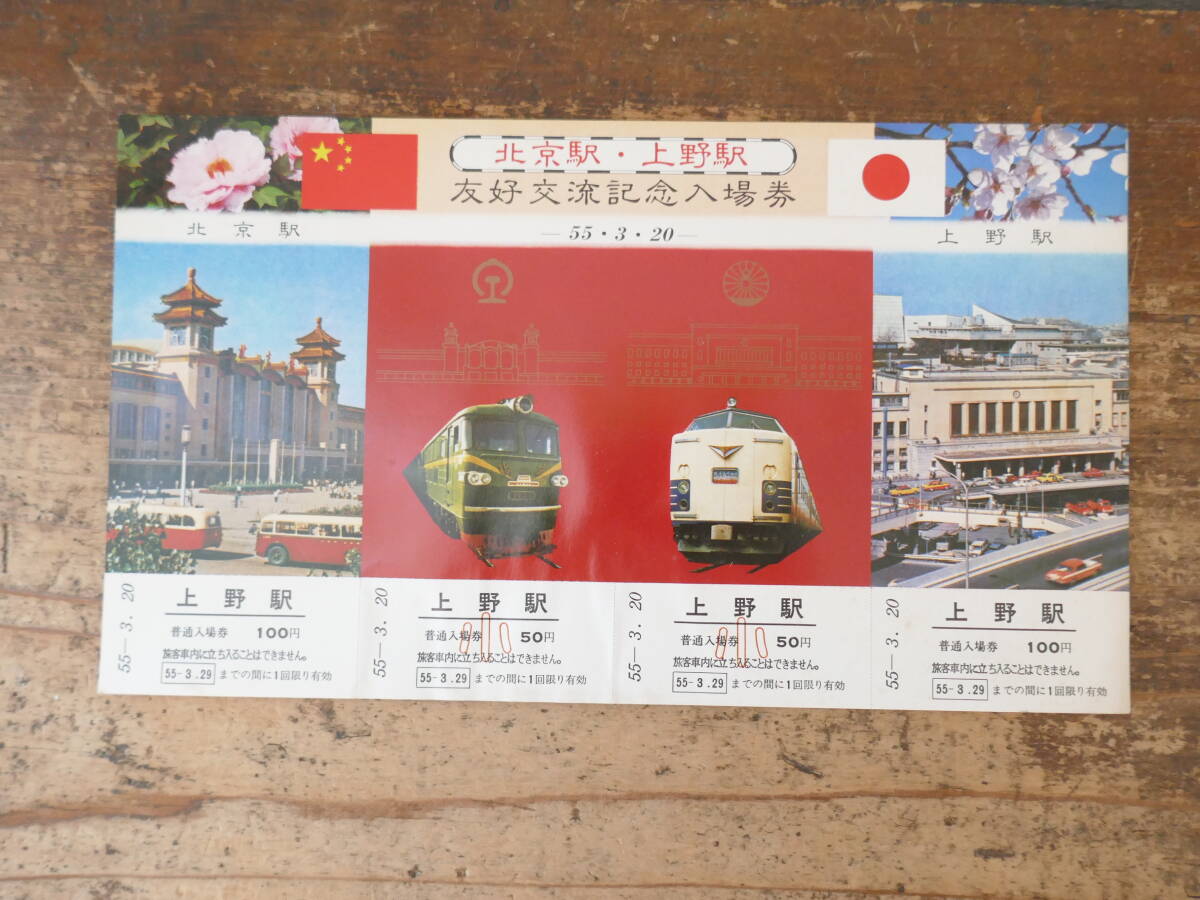 北京駅・上野駅
友好交流記念入場券
北京駅
— 55・3・20 —
上野駅
55－3. 20
上野駅
普通入場券 100円
旅客車内に立ち入ることはできません。
55-3.29 までの間に1回限り有効
55－3. 20
上野駅
普通入場券 50円
小
旅客車内に立ち入ることはできません。
55-3.29 までの間に1回限り有効
55－3. 20
上野駅
普通入場券 50円
小
旅客車内に立ち入ることはできません。
55-3.29 までの間に1回限り有効
55－3. 20
上野駅
普通入場券 100円
旅客車内に立ち入ることはできません。
55-3.29 までの間に1回限り有効